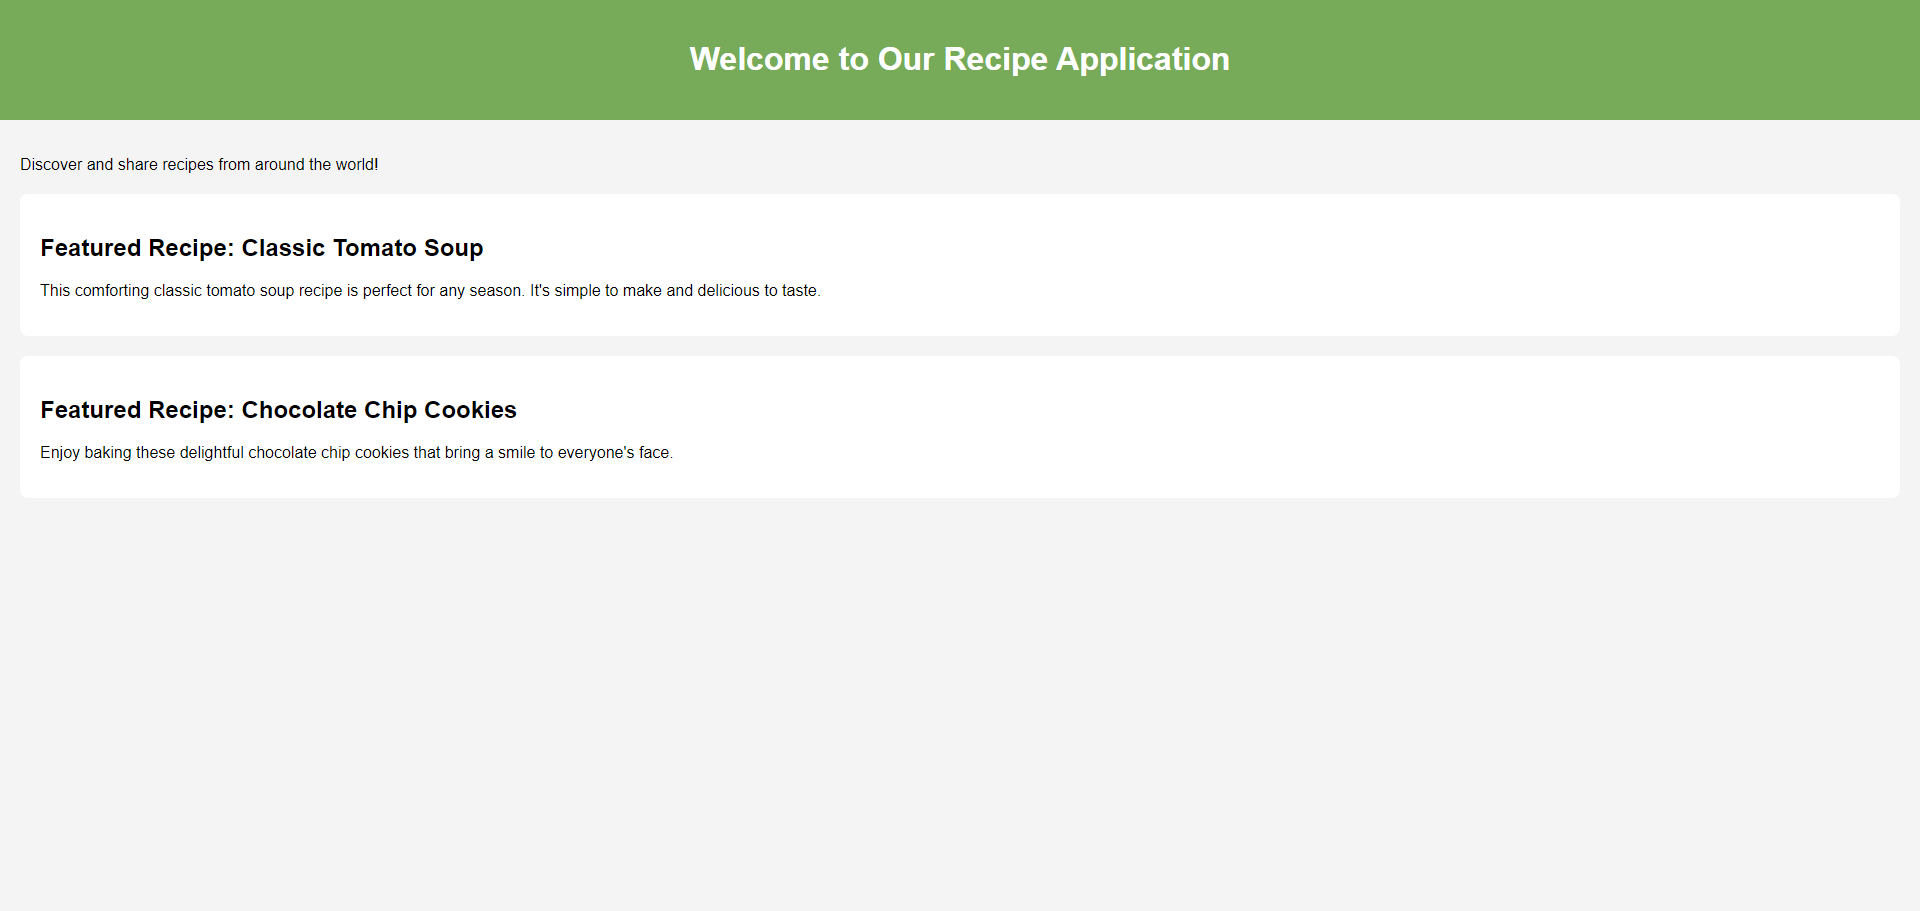 Welcome to Our Recipe Application
Discover and share recipes from around the world!
Featured Recipe: Classic Tomato Soup
This comforting classic tomato soup recipe is perfect for any season. It's simple to make and delicious to taste.
Featured Recipe: Chocolate Chip Cookies
Enjoy baking these delightful chocolate chip cookies that bring a smile to everyone's face.